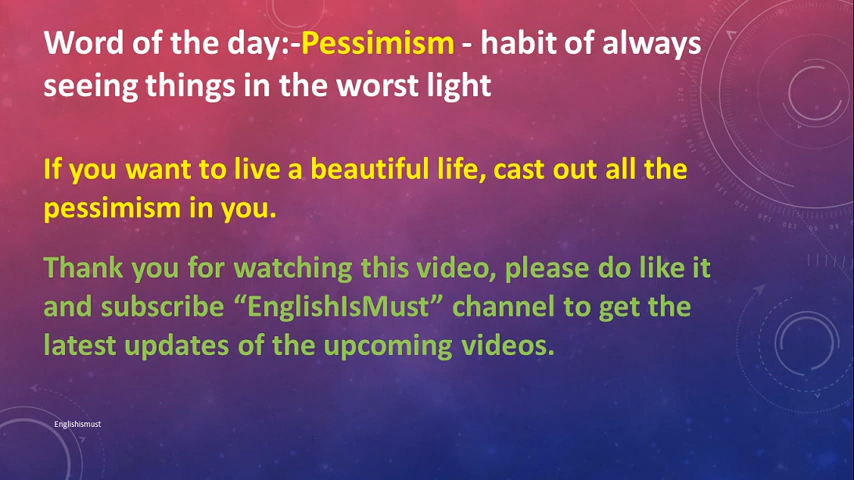 Word of the day:-Pessimism - habit of always
seeing things in the worst light
If you want to live a beautiful life, cast out all the
pessimism in you.
Thank you for watching this video, please do like it
and subscribe “EnglishIsMust” channel to get the
latest updates of the upcoming videos.
Englishismust